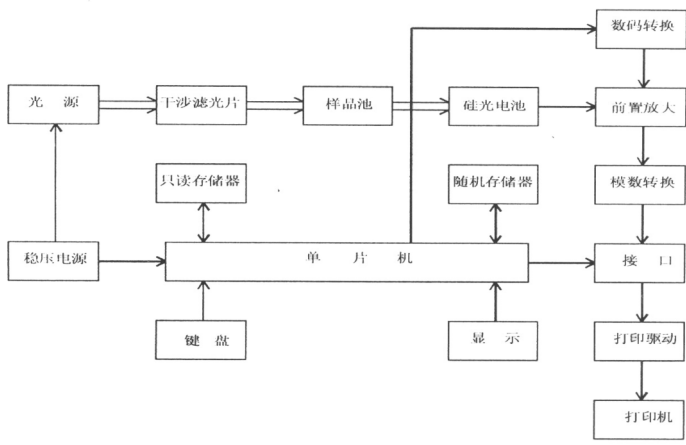 数码转换
光 源
干涉滤光片
样品池
硅光电池
前置放大
只读存储器
随机存储器
模数转换
稳压电源
单 片 机
接 口
键 盘
显 示
打印驱动
打印机